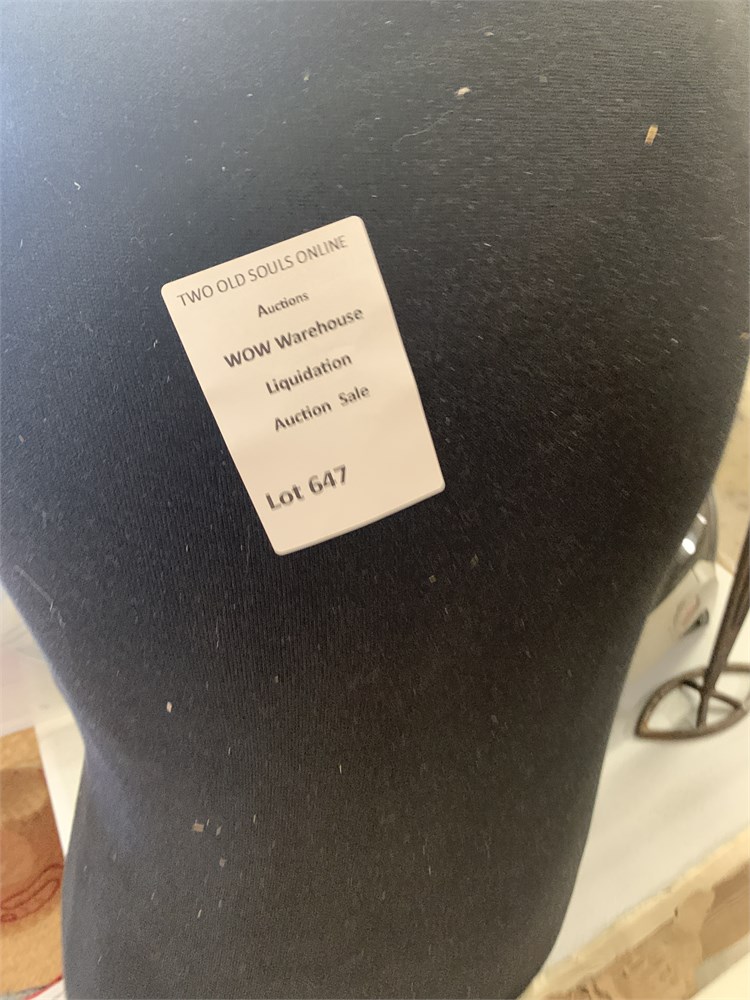 TWO OLD SOULS ONLINE
Auctions
WOW Warehouse
Liquidation
Auction Sale
Lot 647